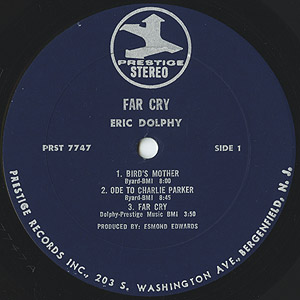 PRESTIGE
STEREO
FAR CRY
ERIC DOLPHY
PRST 7747
SIDE 1
1. BIRD'S MOTHER
Byard-BMI 8:00
2. ODE TO CHARLIE PARKER
Byard-BMI 8:45
3. FAR CRY
Dolphy-Prestige Music BMI 3:50
PRODUCED BY: ESMOND EDWARDS
PRESTIGE RECORDS INC., 203 S. WASHINGTON AVE., BERGENFIELD, N. J.